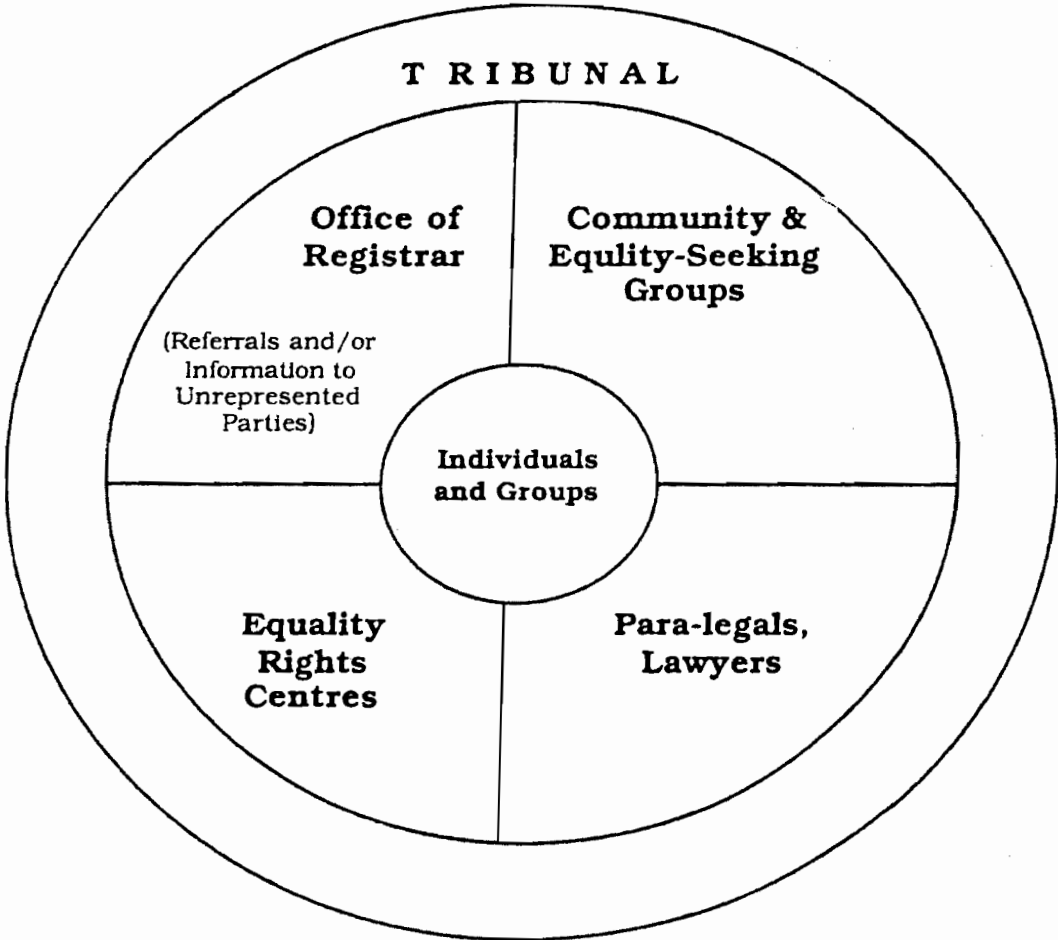 TRIBUNAL
Office of
Registrar
(Referrals and/or
Information to
Unrepresented
Parties)
Community &
Equlity-Seeking
Groups
Individuals
and Groups
Equality
Rights
Centres
Para-legals,
Lawyers